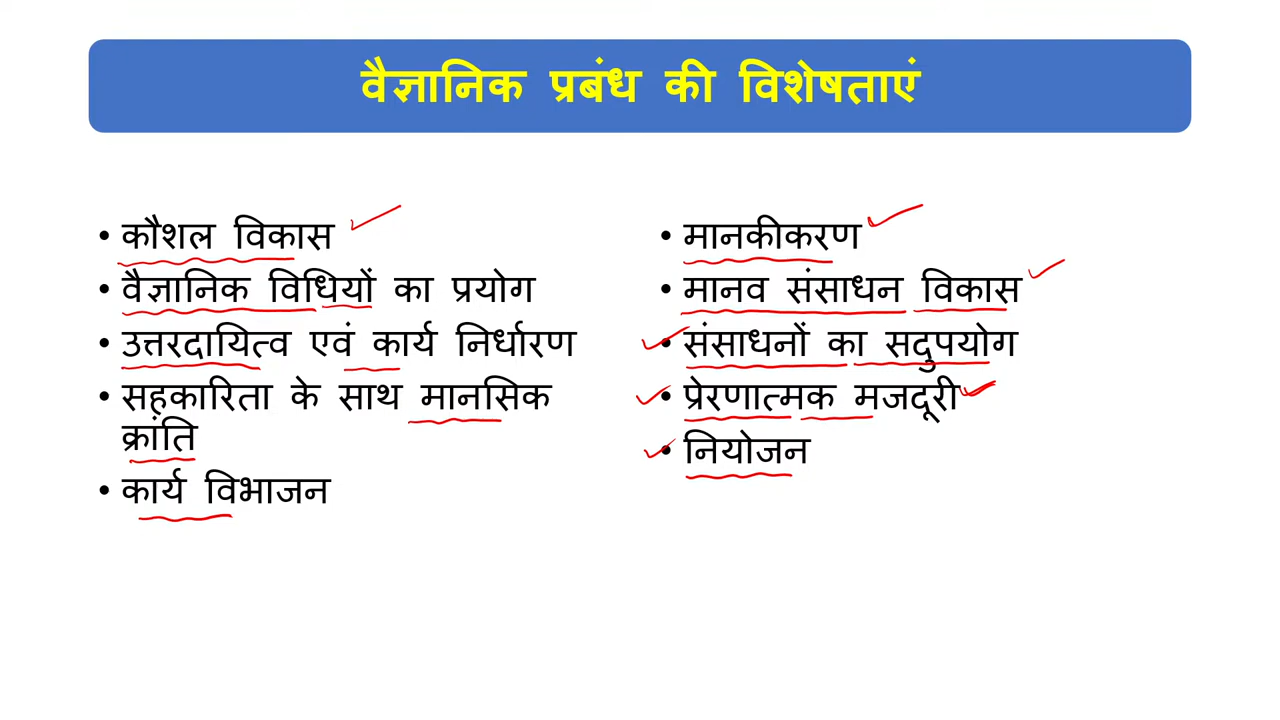 वैज्ञानिक प्रबंध की विशेषताएं
• कौशल विकास
• वैज्ञानिक विधियों का प्रयोग
• उत्तरदायित्व एवं कार्य निर्धारण
• सहकारिता के साथ मानसिक
क्रांति
• कार्य विभाजन
• मानकीकरण
• मानव संसाधन विकास
• संसाधनों का सदुपयोग
• प्रेरणात्मक मजदूरी
• नियोजन